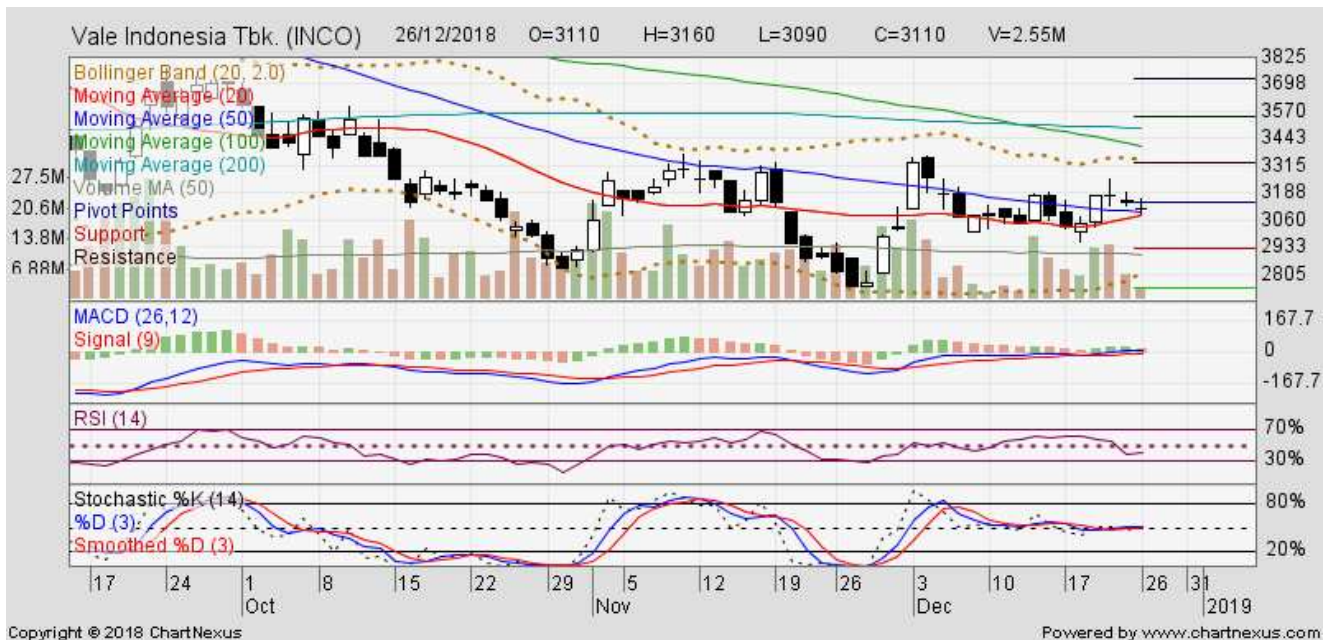 Vale Indonesia Tbk. (INCO) 26/12/2018 O=3110 H=3160 L=3090 C=3110 V=2.55M
Bollinger Band (20, 2.0)
Moving Average (20)
Moving Average (50)
Moving Average (100)
Moving Average (200)
Volume MA (50)
Pivot Points
Support
Resistance
27.5M
20.6M
13.8M
6.88M
3825
3698
3570
3443
3315
3188
3060
2933
2805
MACD (26,12)
Signal (9)
167.7
0
-167.7
RSI (14)
70%
30%
Stochastic %K (14)
%D (3)
Smoothed %D (3)
80%
20%
17 24 1 8 15 22 29 5 12 19 26 3 10 17 26 31
Oct Nov Dec 2019
Copyright © 2018 ChartNexus Powered by www.chartnexus.com